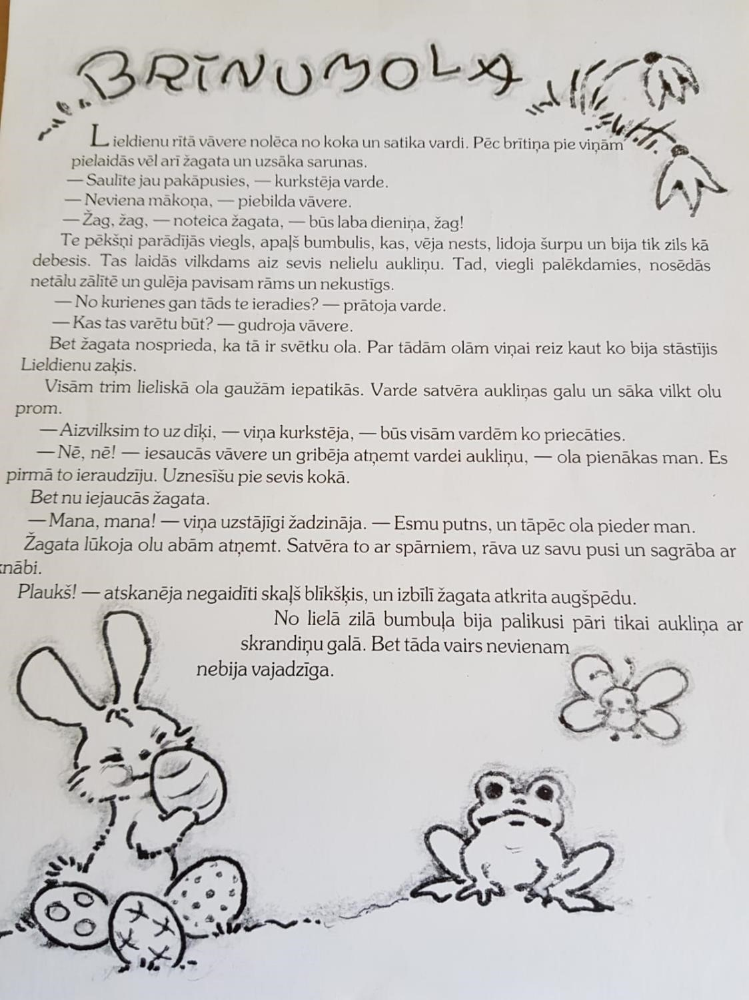 BRĪNUMOLA
Lieldienu rītā vāvere nolēca no koka un satika vardi. Pēc brītiņa pie viņām
pielaidās vēl arī žagata un uzsāka sarunas.
— Saulīte jau pakāpusies, — kurkstēja varde.
— Neviena mākoņa, — piebilda vāvere.
— Žag, žag, — noteica žagata, — būs laba dieniņa, žag!
Te pēkšņi parādījās viegls, apaļš bumbulis, kas, vēja nests, lidoja šurpu un bija tik zils kā
debesis. Tas laidās vilkdams aiz sevis nelielu aukliņu. Tad, viegli palēkdamies, nosēdās
netālu zālītē un gulēja pavisam rāms un nekustīgs.
— No kurienes gan tāds te ieradies? — prātoja varde.
— Kas tas varētu būt? — gudroja vāvere.
Bet žagata nosprieda, ka tā ir svētku ola. Par tādām olām viņai reiz kaut ko bija stāstījis
Lieldienu zaķis.
Visām trim lieliskā ola gaužām iepatikās. Varde satvēra aukliņas galu un sāka vilkt olu
prom.
— Aizvilksim to uz dīķi, — viņa kurkstēja, — būs visām vardēm ko priecāties.
— Nē, nē! — iesaucās vāvere un gribēja atņemt vardei aukliņu, — ola pienākas man. Es
pirmā to ieraudzīju. Uznesīšu pie sevis kokā.
Bet nu iejaucās žagata.
— Mana, mana! — viņa uzstājīgi žadzināja. — Esmu putns, un tāpēc ola pieder man.
Žagata lūkoja olu abām atņemt. Satvēra to ar spārniem, rāva uz savu pusi un sagrāba ar
knābi.
Plaukš! — atskanēja negaidīti skaļš blīkšķis, un izbīlī žagata atkrita augšpēdu.
No lielā zilā bumbuļa bija palikusi pāri tikai aukliņa ar
skrandiņu galā. Bet tāda vairs nevienam
nebija vajadzīga.